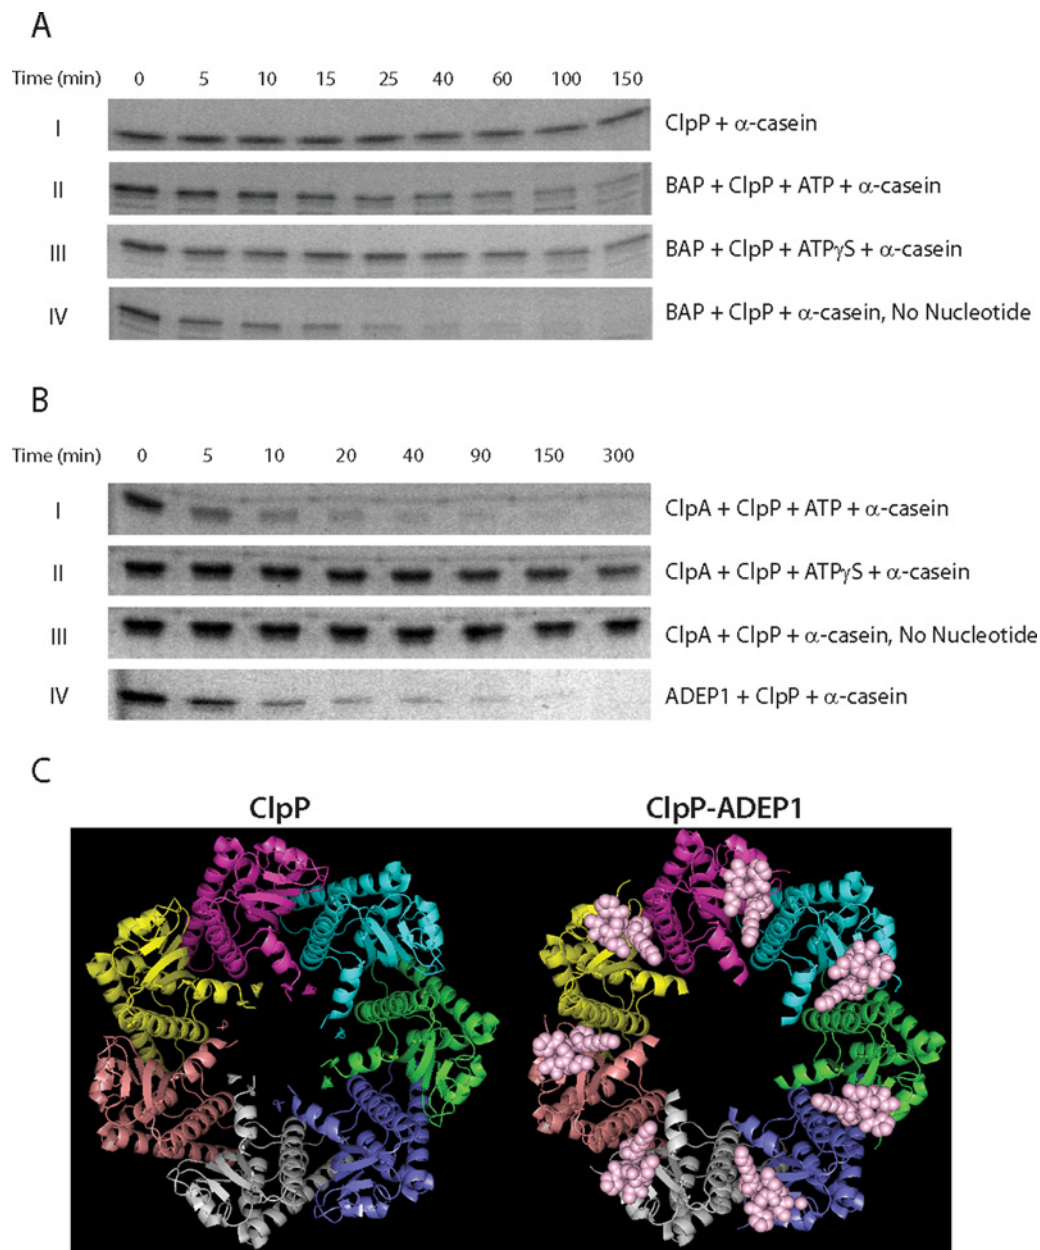 A
Time (min) 0 5 10 15 25 40 60 100 150
I ClpP + α-casein
II BAP + ClpP + ATP + α-casein
III BAP + ClpP + ATPγS + α-casein
IV BAP + ClpP + α-casein, No Nucleotide
B
Time (min) 0 5 10 20 40 90 150 300
I ClpA + ClpP + ATP + α-casein
II ClpA + ClpP + ATPγS + α-casein
III ClpA + ClpP + α-casein, No Nucleotide
IV ADEP1 + ClpP + α-casein
C
ClpP ClpP-ADEP1